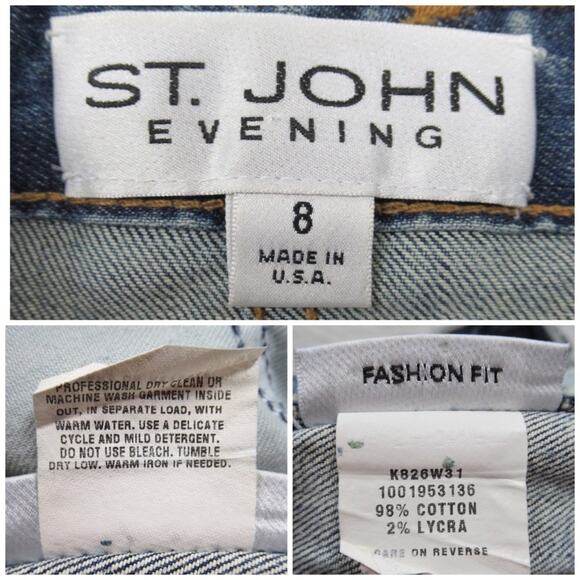 ST. JOHN
EVENING
8
MADE IN
U.S.A.
PROFESSIONAL DRY CLEAN OR
MACHINE WASH GARMENT INSIDE
OUT, IN SEPARATE LOAD, WITH
WARM WATER. USE A DELICATE
CYCLE AND MILD DETERGENT.
DO NOT USE BLEACH. TUMBLE
DRY LOW. WARM IRON IF NEEDED.
FASHION FIT
K826W31
1001953136
98% COTTON
2% LYCRA
CARE ON REVERSE